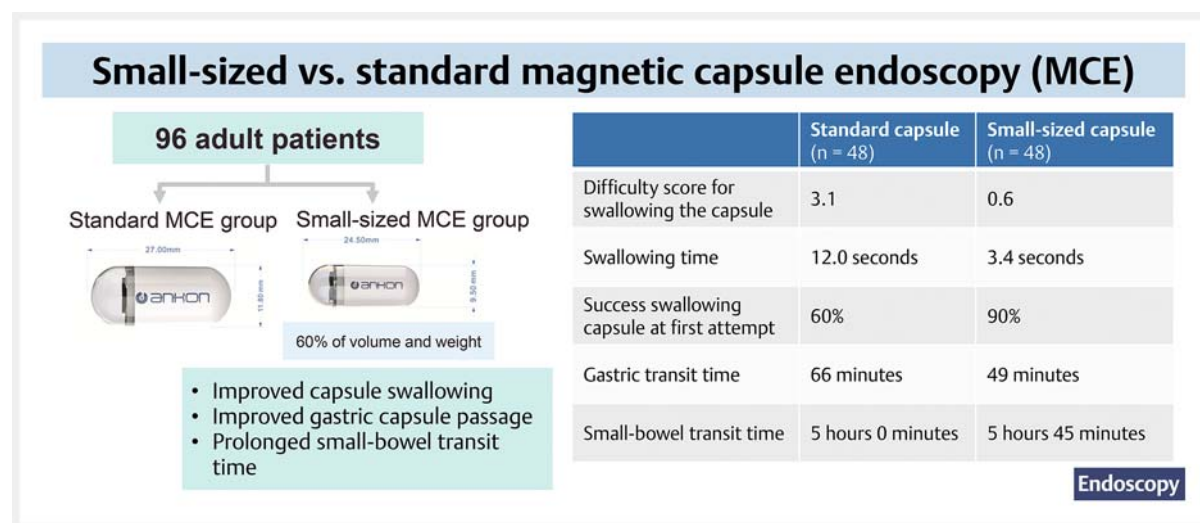 Small-sized vs. standard magnetic capsule endoscopy (MCE)
96 adult patients
Standard MCE group
Small-sized MCE group
27.00mm
11.80 mm
ANKON
24.50mm
9.50 mm
ANKON
60% of volume and weight
• Improved capsule swallowing
• Improved gastric capsule passage
• Prolonged small-bowel transit
time
Standard capsule
(n = 48)
Small-sized capsule
(n = 48)
Difficulty score for
swallowing the capsule
3.1
0.6
Swallowing time
12.0 seconds
3.4 seconds
Success swallowing
capsule at first attempt
60%
90%
Gastric transit time
66 minutes
49 minutes
Small-bowel transit time
5 hours 0 minutes
5 hours 45 minutes
Endoscopy